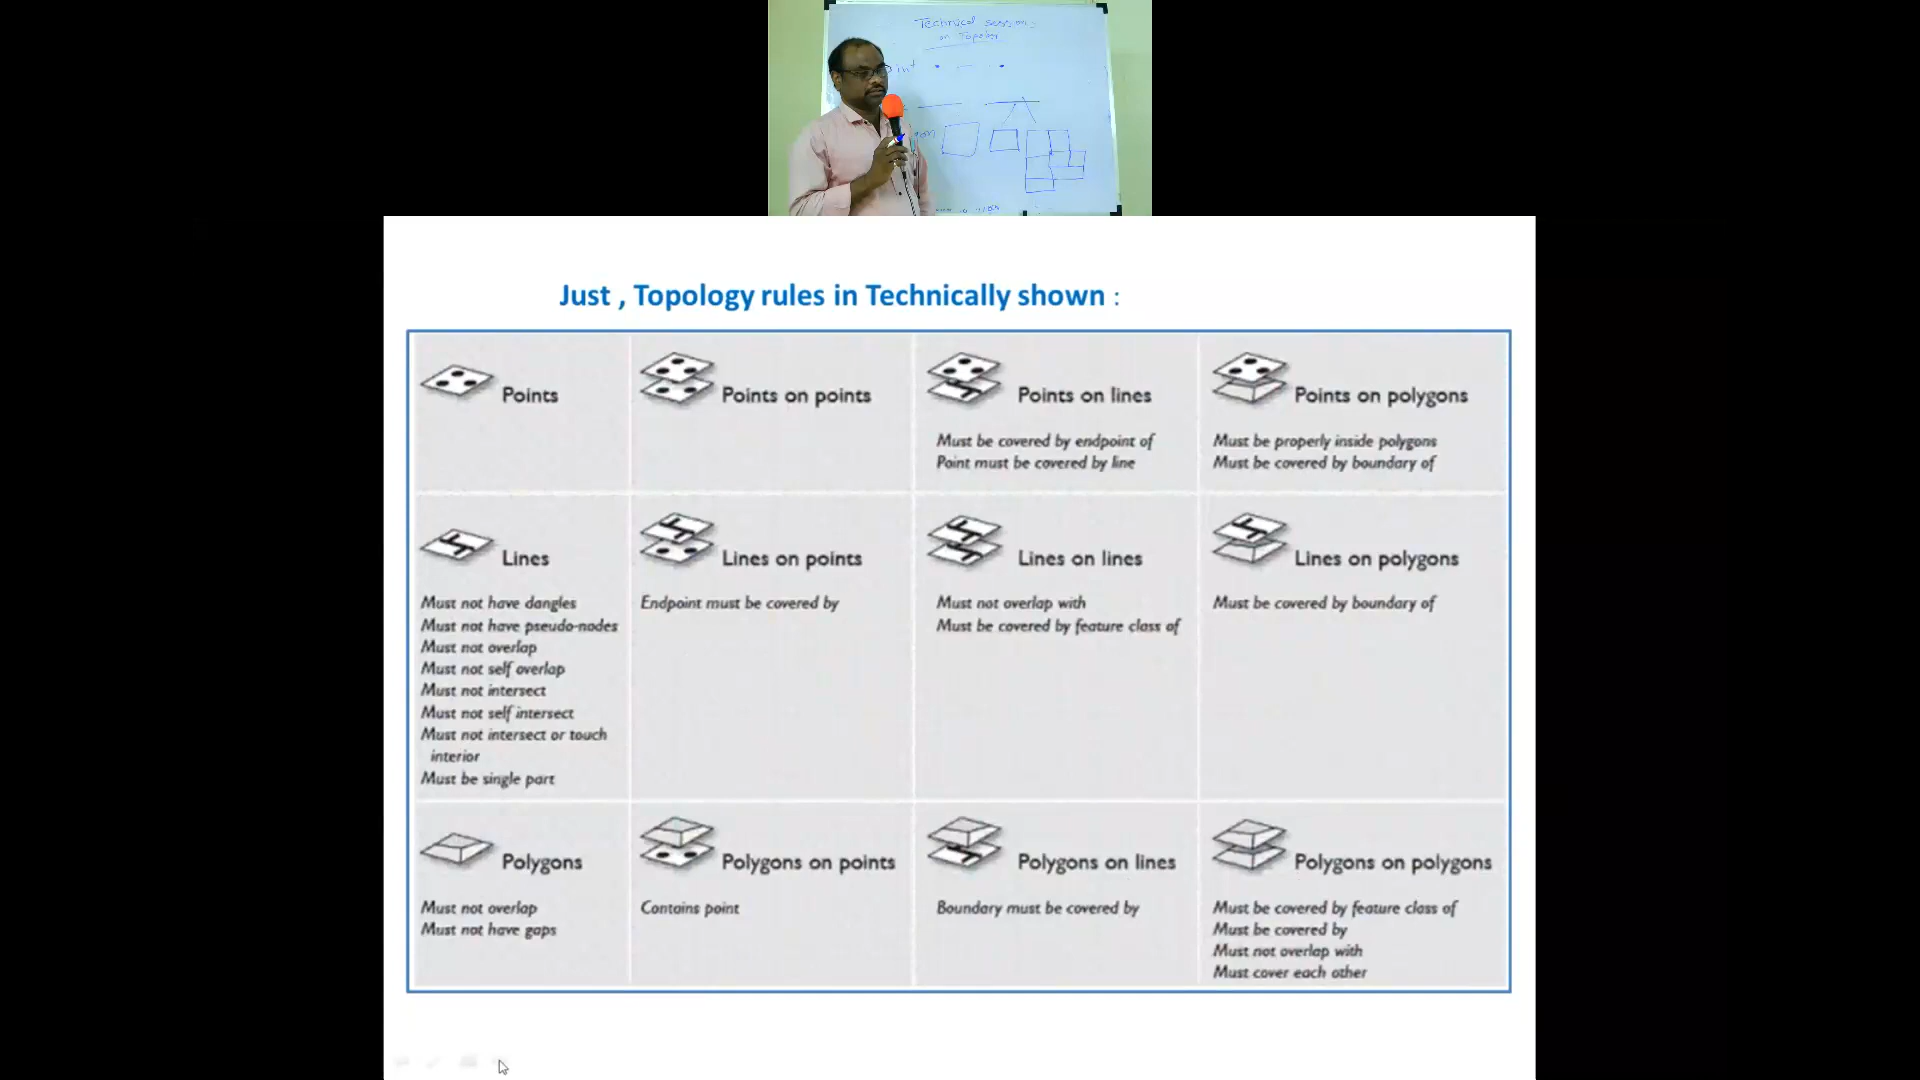 Technical session
on
Just , Topology rules in Technically shown :
Points
Points on points
Points on lines
Must be covered by endpoint of
Point must be covered by line
Points on polygons
Must be properly inside polygons
Must be covered by boundary of
Lines
Must not have dangles
Must not have pseudo-nodes
Must not overlap
Must not self overlap
Must not intersect
Must not self intersect
Must not intersect or touch
interior
Must be single part
Lines on points
Endpoint must be covered by
Lines on lines
Must not overlap with
Must be covered by feature class of
Lines on polygons
Must be covered by boundary of
Polygons
Must not overlap
Must not have gaps
Polygons on points
Contains point
Polygons on lines
Boundary must be covered by
Polygons on polygons
Must be covered by feature class of
Must be covered by
Must not overlap with
Must cover each other